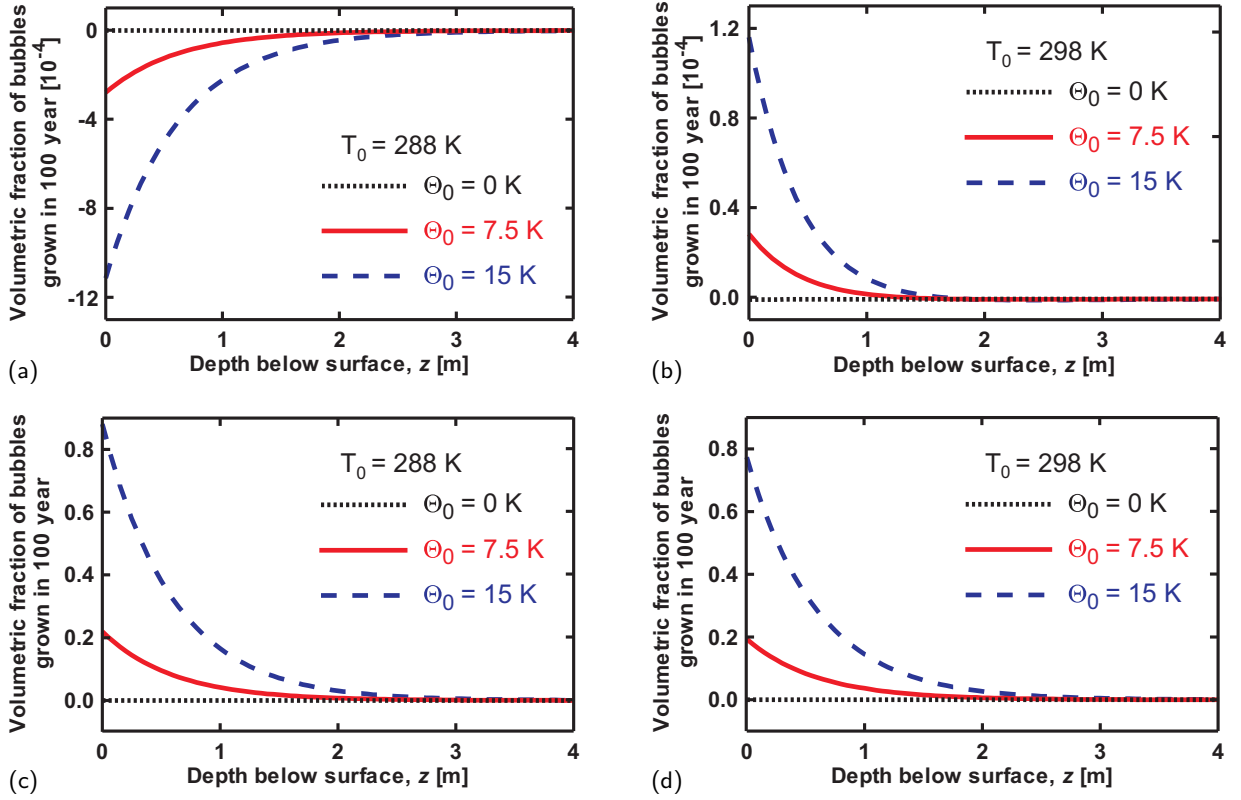 Volumetric fraction of bubbles
grown in 100 year [10⁻⁴]
0
-4
-8
-12
T₀ = 288 K
Θ₀ = 0 K
Θ₀ = 7.5 K
Θ₀ = 15 K
0 1 2 3 4
Depth below surface, z [m]
(a)
Volumetric fraction of bubbles
grown in 100 year [10⁻⁴]
1.2
0.8
0.4
0.0
T₀ = 298 K
Θ₀ = 0 K
Θ₀ = 7.5 K
Θ₀ = 15 K
0 1 2 3 4
Depth below surface, z [m]
(b)
Volumetric fraction of bubbles
grown in 100 year
0.8
0.6
0.4
0.2
0.0
T₀ = 288 K
Θ₀ = 0 K
Θ₀ = 7.5 K
Θ₀ = 15 K
0 1 2 3 4
Depth below surface, z [m]
(c)
Volumetric fraction of bubbles
grown in 100 year
0.8
0.6
0.4
0.2
0.0
T₀ = 298 K
Θ₀ = 0 K
Θ₀ = 7.5 K
Θ₀ = 15 K
0 1 2 3 4
Depth below surface, z [m]
(d)